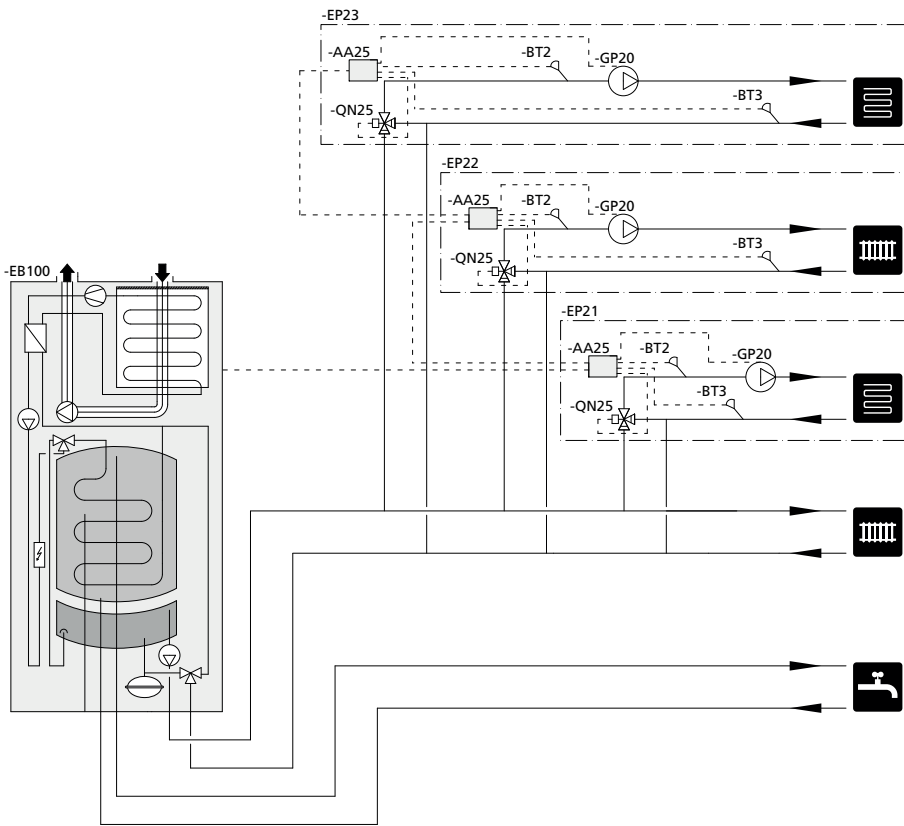 -EP23
-AA25
-BT2
-GP20
-BT3
-QN25
-EP22
-AA25
-BT2
-GP20
-BT3
-QN25
-EB100
-EP21
-AA25
-BT2
-GP20
-BT3
-QN25